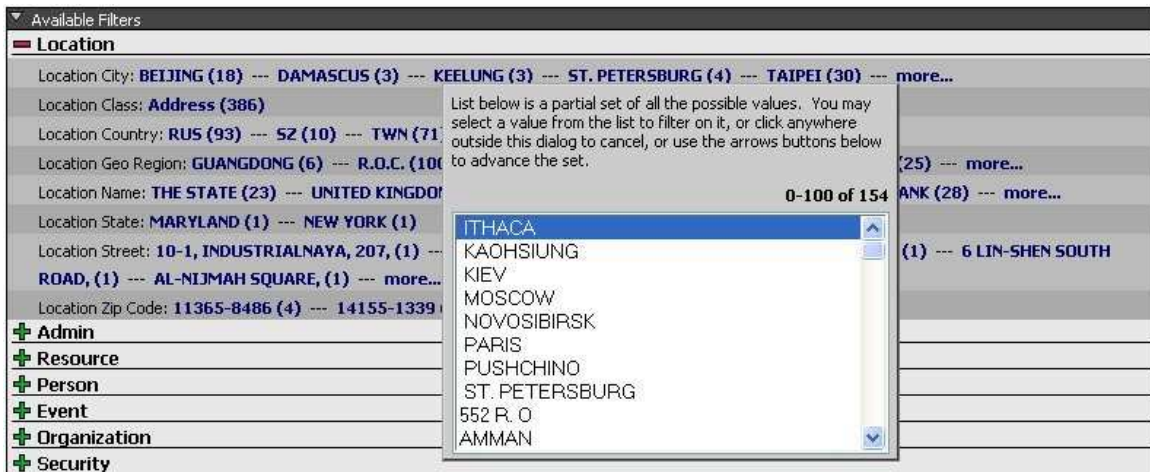 Available Filters
Location
Location City: BEIJING (18) --- DAMASCUS (3) --- KEELUNG (3) --- ST. PETERSBURG (4) --- TAIPEI (30) --- more...
Location Class: Address (386)
Location Country: RUS (93) --- SZ (10) --- TWN (71)
Location Geo Region: GUANGDONG (6) --- R.O.C. (25) --- more...
Location Name: THE STATE (23) --- UNITED (28) --- more...
Location State: MARYLAND (1) --- NEW YORK (1)
Location Street: 10-1, INDUSTRIALNAYA, 207, (1) --- (1) --- 6 LIN-SHEN SOUTH
ROAD, (1) --- AL-NIJMAH SQUARE, (1) --- more...
Location Zip Code: 11365-8486 (4) --- 14155-1339
Admin
Resource
Person
Event
Organization
Security
List below is a partial set of all the possible values. You may
select a value from the list to filter on it, or click anywhere
outside this dialog to cancel, or use the arrows buttons below
to advance the set.
0-100 of 154
ITHACA
KAOHSIUNG
KIEV
MOSCOW
NOVOSIBIRSK
PARIS
PUSHCHINO
ST. PETERSBURG
552 R. O
AMMAN